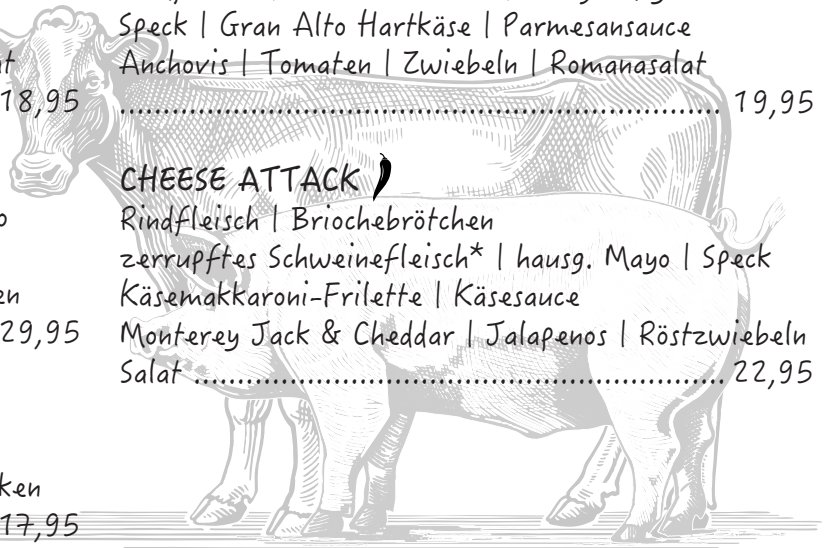 Speck | Gran Alto Hartkäse | Parmesansauce
Anchovis | Tomaten | Zwiebeln | Romanasalat
18,95
19,95
CHEESE ATTACK
Rindfleisch | Briochebrötchen
zerrupftes Schweinefleisch* | hausg. Mayo | Speck
Käsemakkaroni-Frilette | Käsesauce
29,95
Monterey Jack & Cheddar | Jalapenos | Röstzwiebeln
Salat 22,95
17,95